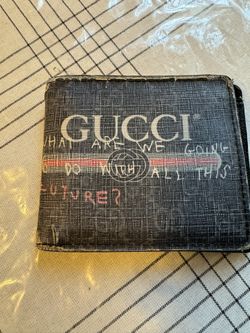 GUCCI
WHAT ARE WE GOING
TO DO WITH ALL THIS
FUTURE?